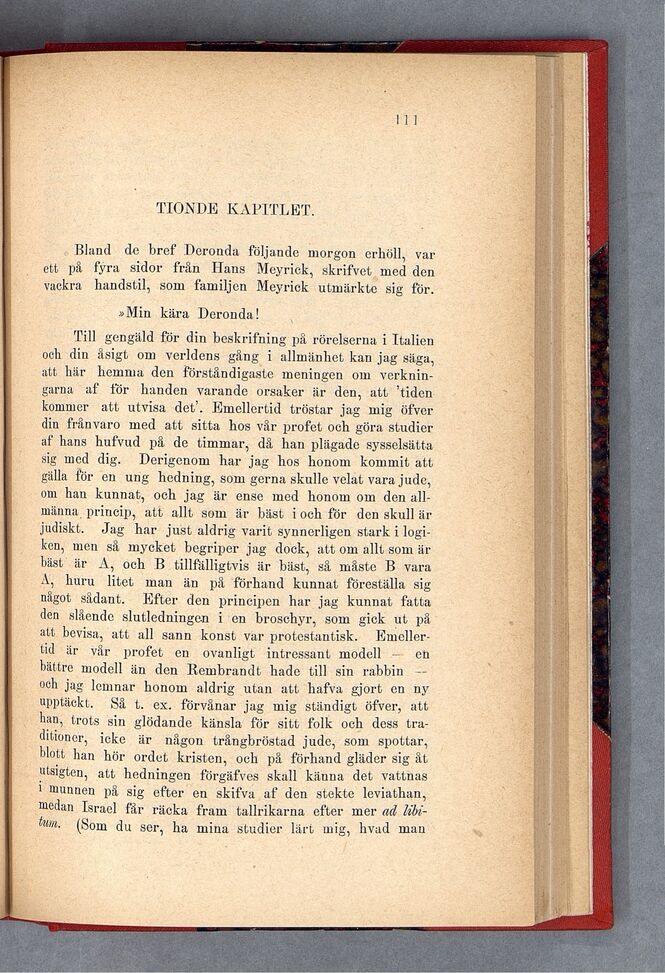 111
TIONDE KAPITLET.
Bland de bref Deronda följande morgon erhöll, var
ett på fyra sidor från Hans Meyrick, skrifvet med den
vackra handstil, som familjen Meyrick utmärkte sig för.
»Min kära Deronda!
Till gengäld för din beskrifning på rörelserna i Italien
och din åsigt om verldens gång i allmänhet kan jag säga,
att här hemma den förståndigaste meningen om verknin-
garna af för handen varande orsaker är den, att 'tiden
kommer att utvisa det'. Emellertid tröstar jag mig öfver
din frånvaro med att sitta hos vår profet och göra studier
af hans hufvud på de timmar, då han plägade sysselsätta
sig med dig. Derigenom har jag hos honom kommit att
gälla för en ung hedning, som gerna skulle velat vara jude,
om han kunnat, och jag är ense med honom om den all-
männa princip, att allt som är bäst i och för den skull är
judiskt. Jag har just aldrig varit synnerligen stark i logi-
ken, men så mycket begriper jag dock, att om allt som är
bäst är A, och B tillfälligtvis är bäst, så måste B vara
A, huru litet man än på förhand kunnat föreställa sig
något sådant. Efter den principen har jag kunnat fatta
den slående slutledningen i en broschyr, som gick ut på
att bevisa, att all sann konst var protestantisk. Emeller-
tid är vår profet en ovanligt intressant modell — en
bättre modell än den Rembrandt hade till sin rabbin —
och jag lemnar honom aldrig utan att hafva gjort en ny
upptäckt. Så t. ex. förvånar jag mig ständigt öfver, att
han, trots sin glödande känsla för sitt folk och dess tra-
ditioner, icke är någon trångbröstad jude, som spottar,
blott han hör ordet kristen, och på förhand gläder sig åt
utsigten, att hedningen förgäfves skall känna det vattnas
i munnen på sig efter en skifva af den stekte leviathan,
medan Israel får räcka fram tallrikarna efter mer ad libi-
tum. (Som du ser, ha mina studier lärt mig, hvad man